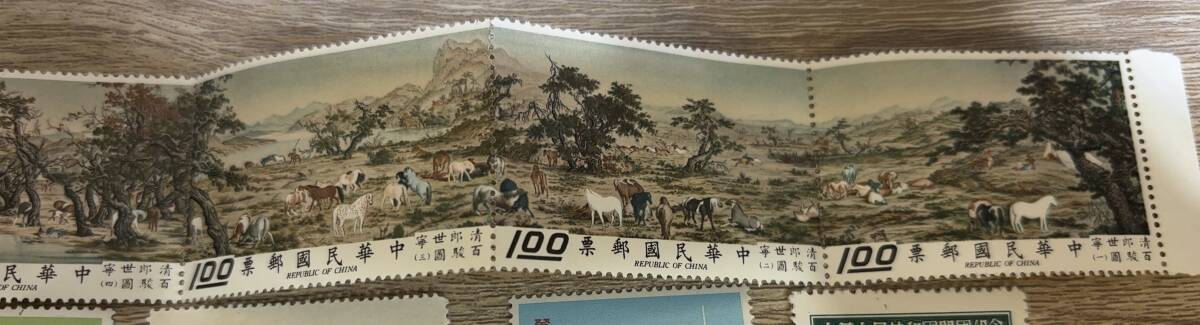 清郎世寧
百駿圖(一)
中華民國郵票
REPUBLIC OF CHINA
1.00
清郎世寧
百駿圖(二)
中華民國郵票
REPUBLIC OF CHINA
1.00
清郎世寧
百駿圖(三)
中華民國郵票
REPUBLIC OF CHINA
1.00
清郎世寧
百駿圖(四)
中華民
OF CHINA